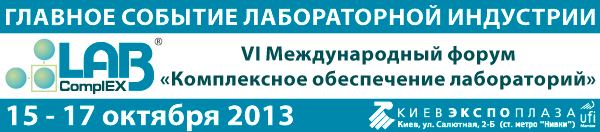 ГЛАВНОЕ СОБЫТИЕ ЛАБОРАТОРНОЙ ИНДУСТРИИ
LAB®
ComplEX
VI Международный форум
«Комплексное обеспечение лабораторий»
15 - 17 октября 2013
КИЕВЭКСПОПЛАЗА
Киев, ул. Салютная, 2-Б (ст. метро "Нивки")
ufi
Member